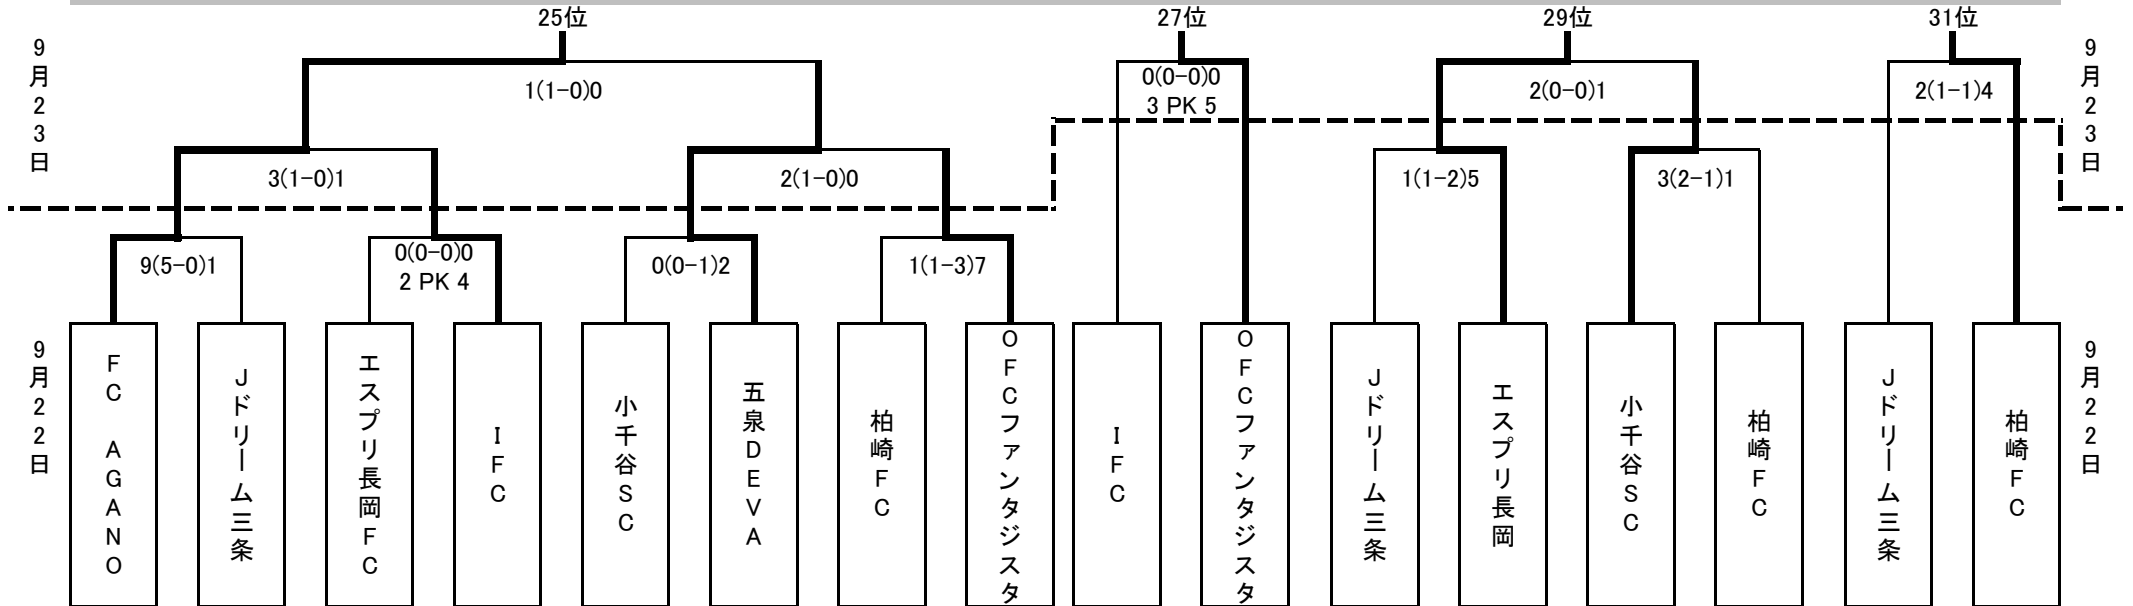 25位
27位
29位
31位
9月23日
9月23日
1(1-0)0
0(0-0)0
3 PK 5
2(0-0)1
2(1-1)4
3(1-0)1
2(1-0)0
1(1-2)5
3(2-1)1
9(5-0)1
0(0-0)0
2 PK 4
0(0-1)2
1(1-3)7
9月22日
FC AGANO
Jドリーム三条
エスプリ長岡FC
IFC
小千谷SC
五泉DEVA
柏崎FC
OFCファンタジスタ
IFC
OFCファンタジスタ
Jドリーム三条
エスプリ長岡
小千谷SC
柏崎FC
Jドリーム三条
柏崎FC
9月22日